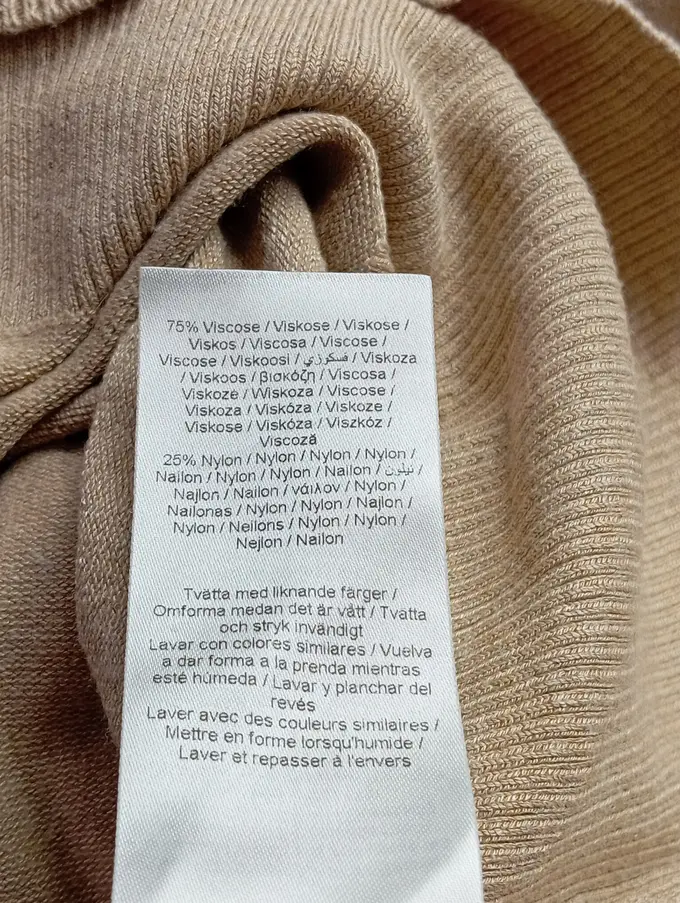 75% Viscose / Viskose / Viskose /
Viskos / Viscosa / Viscose /
Viscose / Viskoosi / فسكوزي / Viskoza
/ Viskoos / βισκόζη / Viscosa /
Viskoze / Wiskoza / Viscose /
Viskoza / Viskóza / Viskoze /
Viskose / Viskóza / Viszkóz /
Viscoză
25% Nylon / Nylon / Nylon / Nylon /
Nailon / Nylon / Nylon / Nailon / نيلون /
Najlon / Nailon / νάιλον / Nylon /
Nailonas / Nylon / Nylon / Najlon /
Nylon / Neilons / Nylon / Nylon /
Nejlon / Nailon
Tvätta med liknande färger /
Omforma medan det är vått / Tvätta
och stryk invändigt
Lavar con colores similares / Vuelva
a dar forma a la prenda mientras
esté húmeda / Lavar y planchar del
revés
Laver avec des couleurs similaires /
Mettre en forme lorsqu'humide /
Laver et repasser à l'envers